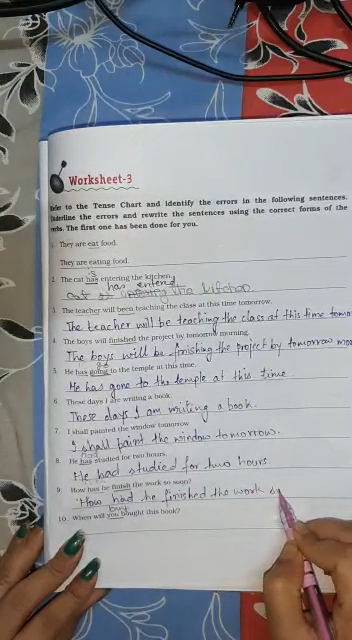 Worksheet-3
Refer to the Tense Chart and identify the errors in the following sentences.
Underline the errors and rewrite the sentences using the correct forms of the
verbs. The first one has been done for you.
1. They are eat food.
They are eating food.
is
2. The cat has entering the kitchen.
has entered
cat the kitchen
3. The teacher will been teaching the class at this time tomorrow.
The teacher will be teaching the class at this time tomo
4. The boys will finished the project by tomorrow morning.
The boys will be finishing the project by tomorrow mo
5. He has going to the temple at this time.
He has gone to the temple at this time
6. These days I are writing a book.
These days I am writing a book.
7. I shall painted the window tomorrow.
I shall paint the window tomorrow.
had
8. He has studied for two hours.
He had studied for two hours
9. How has he finish the work so soon?
How had he finished the work so
buy
10. When will you bought this book?